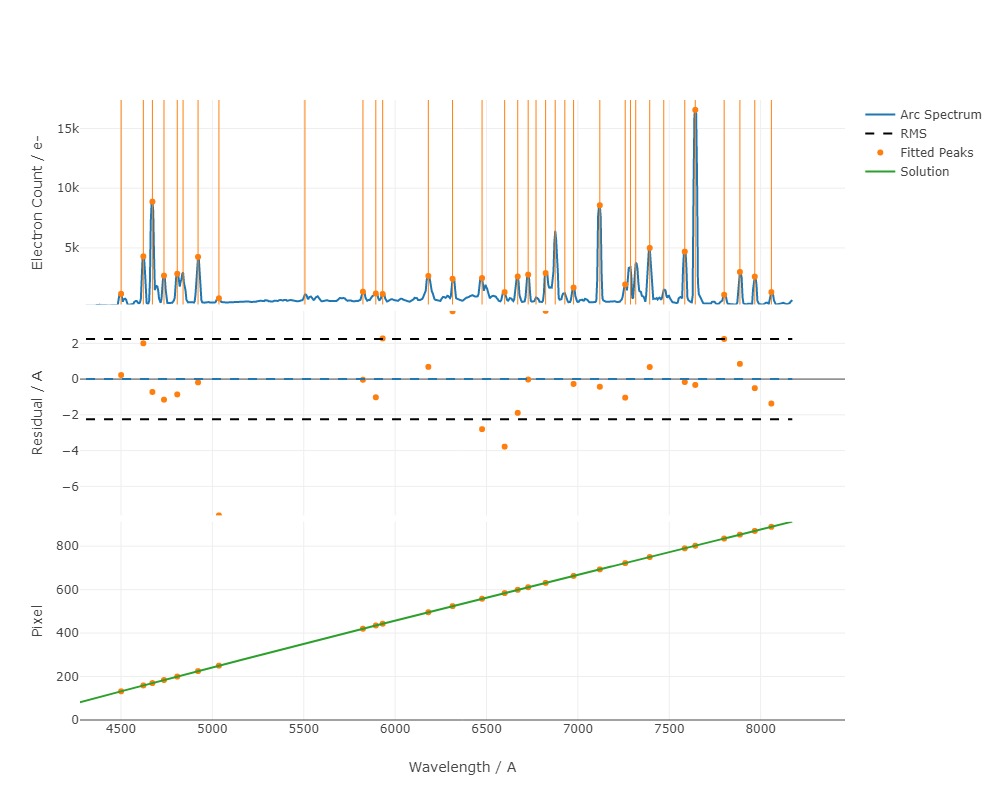 15k
10k
5k
Electron Count / e-
2
0
−2
−4
−6
Residual / A
800
600
400
200
0
Pixel
4500 5000 5500 6000 6500 7000 7500 8000
Wavelength / A
Arc Spectrum
RMS
Fitted Peaks
Solution